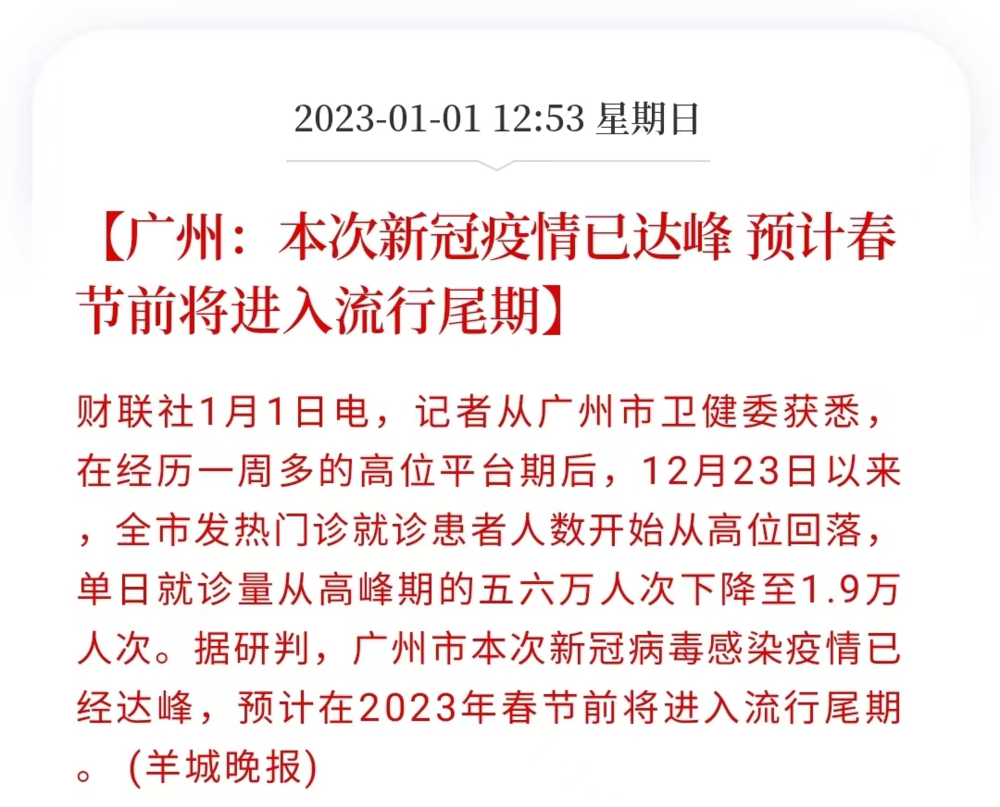 2023-01-01 12:53 星期日
【广州：本次新冠疫情已达峰 预计春
节前将进入流行尾期】
财联社1月1日电，记者从广州市卫健委获悉，
在经历一周多的高位平台期后，12月23日以来
，全市发热门诊就诊患者人数开始从高位回落，
单日就诊量从高峰期的五六万人次下降至1.9万
人次。据研判，广州市本次新冠病毒感染疫情已
经达峰，预计在2023年春节前将进入流行尾期
。 (羊城晚报)